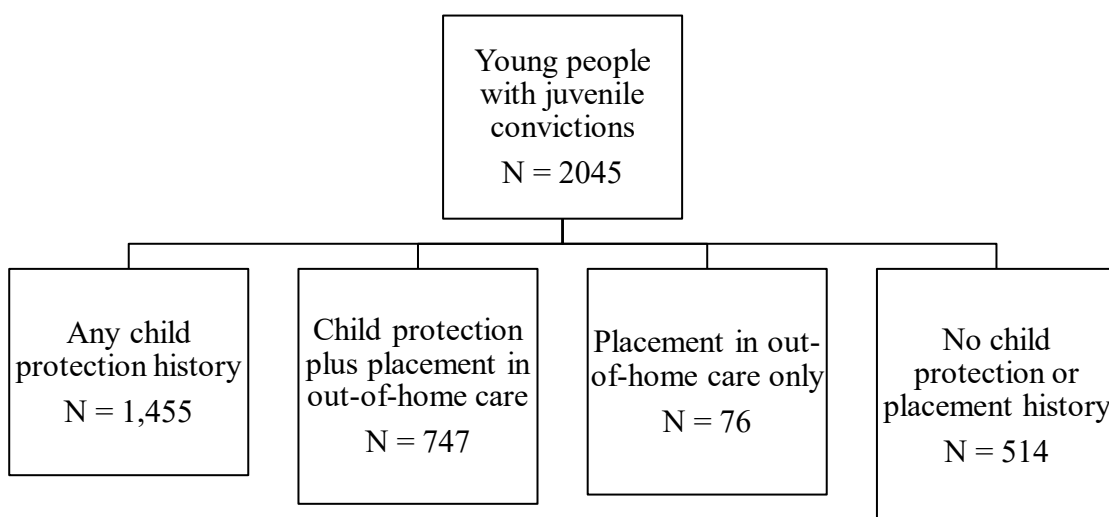 Young people
with juvenile
convictions
N = 2045
Any child
protection history
N = 1,455
Child protection
plus placement in
out-of-home care
N = 747
Placement in out-
of-home care only
N = 76
No child
protection or
placement history
N = 514